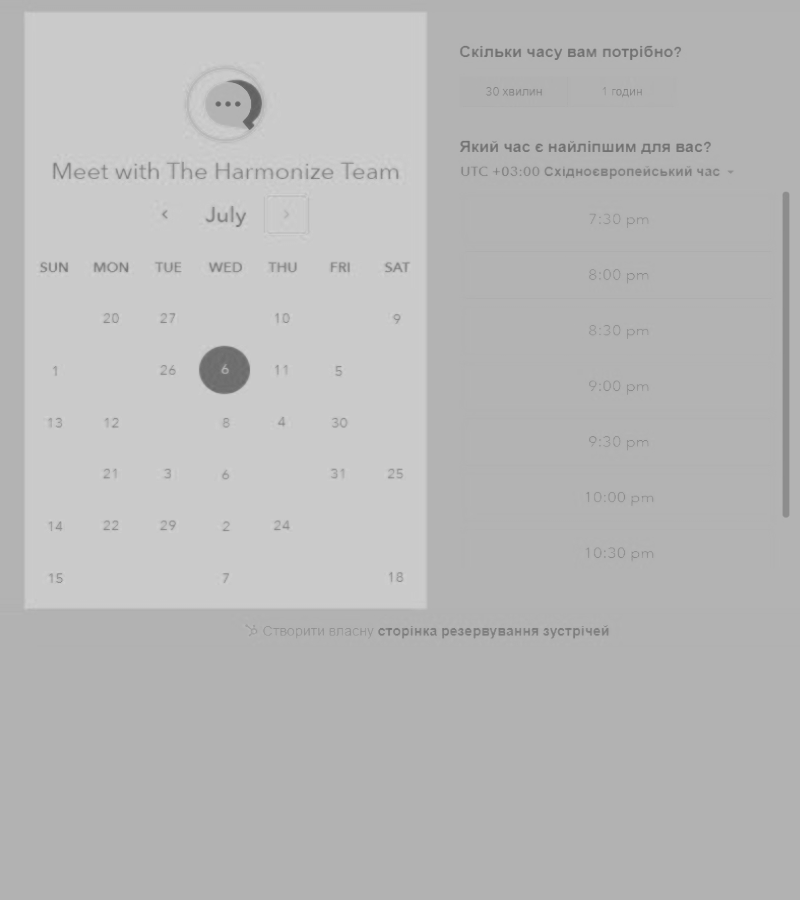 Meet with The Harmonize Team
July
SUN MON TUE WED THU FRI SAT
20 27 10 9
1 26 6 11 5
13 12 8 4 30
21 3 6 31 25
14 22 29 2 24
15 7 18
Скільки часу вам потрібно?
30 хвилин 1 годин
Який час є найліпшим для вас?
UTC +03:00 Східноєвропейський час
7:30 pm
8:00 pm
8:30 pm
9:00 pm
9:30 pm
10:00 pm
10:30 pm
Створити власну сторінка резервування зустрічей